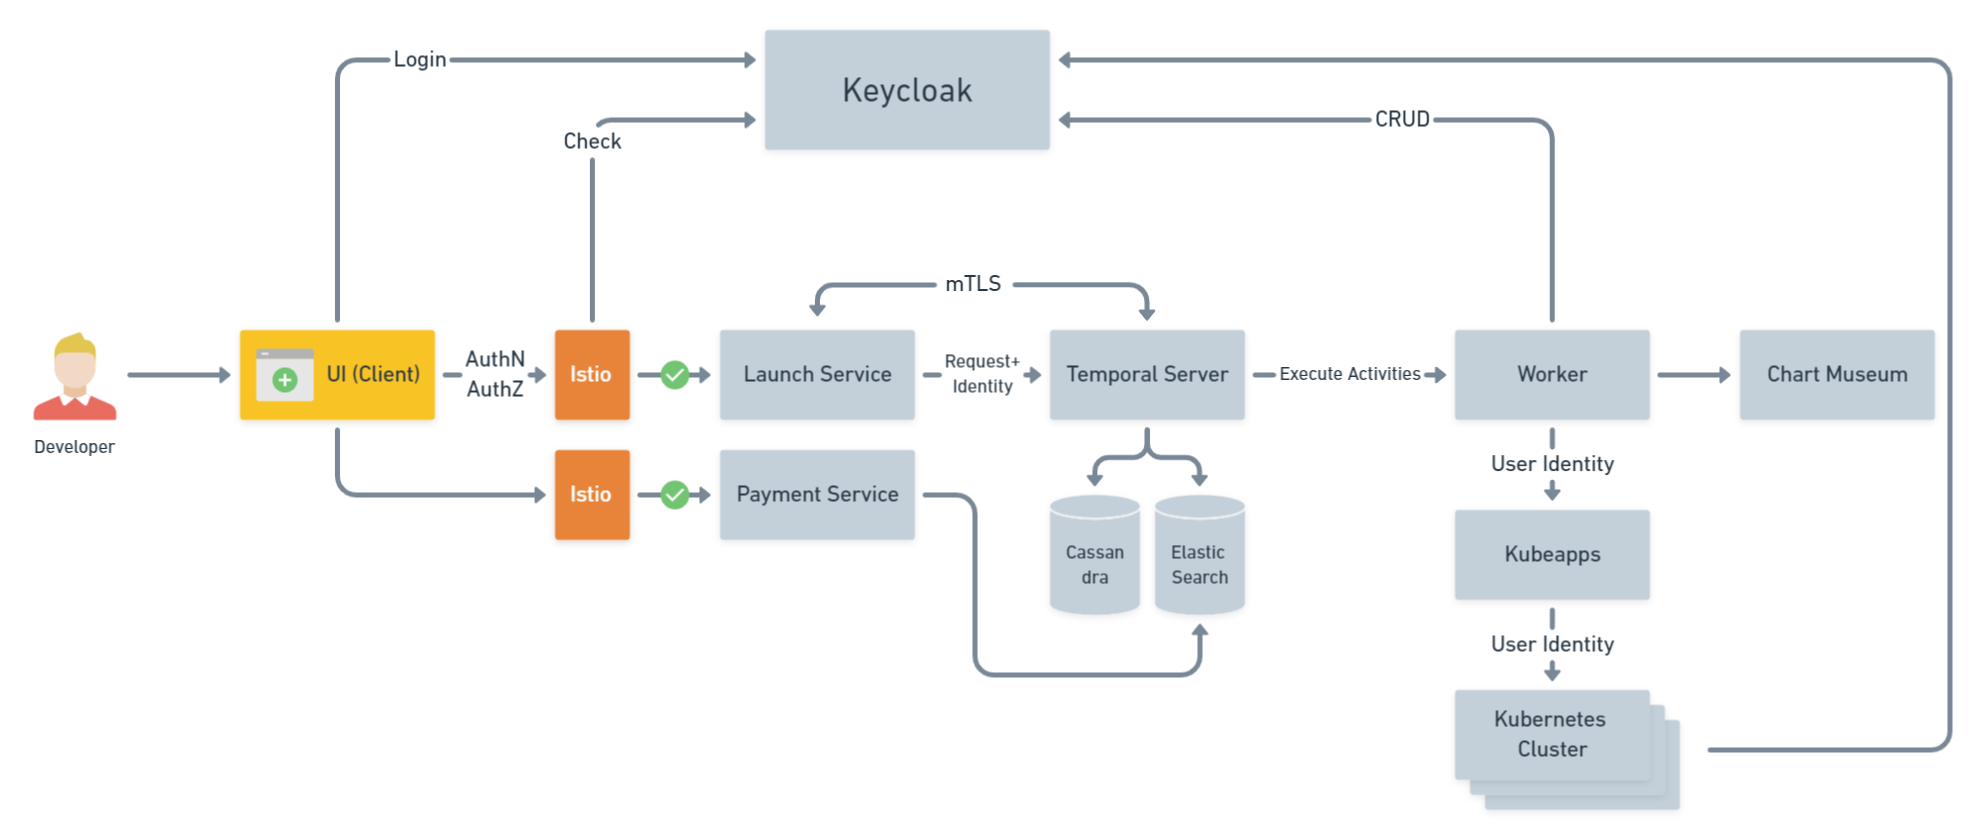 Login
Keycloak
CRUD
Check
mTLS
Developer
UI (Client)
AuthN
AuthZ
Istio
Launch Service
Request+
Identity
Temporal Server
Execute Activities
Worker
Chart Museum
Istio
Payment Service
Cassan
dra
Elastic
Search
User Identity
Kubeapps
User Identity
Kubernetes
Cluster